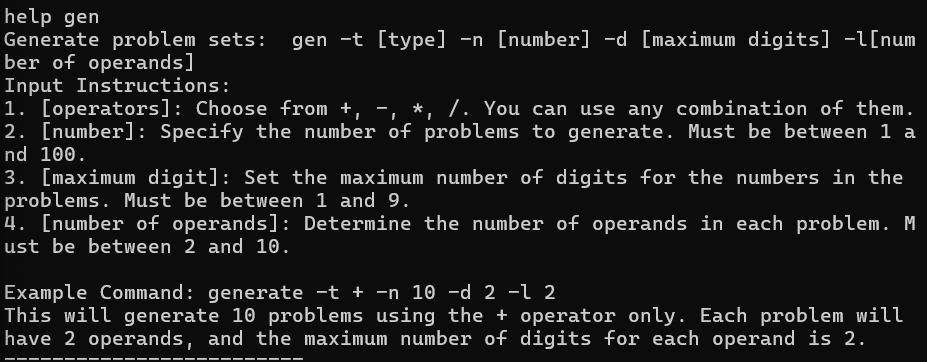 help gen
Generate problem sets:  gen -t [type] -n [number] -d [maximum digits] -l[num
ber of operands]
Input Instructions:
1. [operators]: Choose from +, -, *, /. You can use any combination of them.
2. [number]: Specify the number of problems to generate. Must be between 1 a
nd 100.
3. [maximum digit]: Set the maximum number of digits for the numbers in the
problems. Must be between 1 and 9.
4. [number of operands]: Determine the number of operands in each problem. M
ust be between 2 and 10.
Example Command: generate -t + -n 10 -d 2 -l 2
This will generate 10 problems using the + operator only. Each problem will
have 2 operands, and the maximum number of digits for each operand is 2.
-------------------------